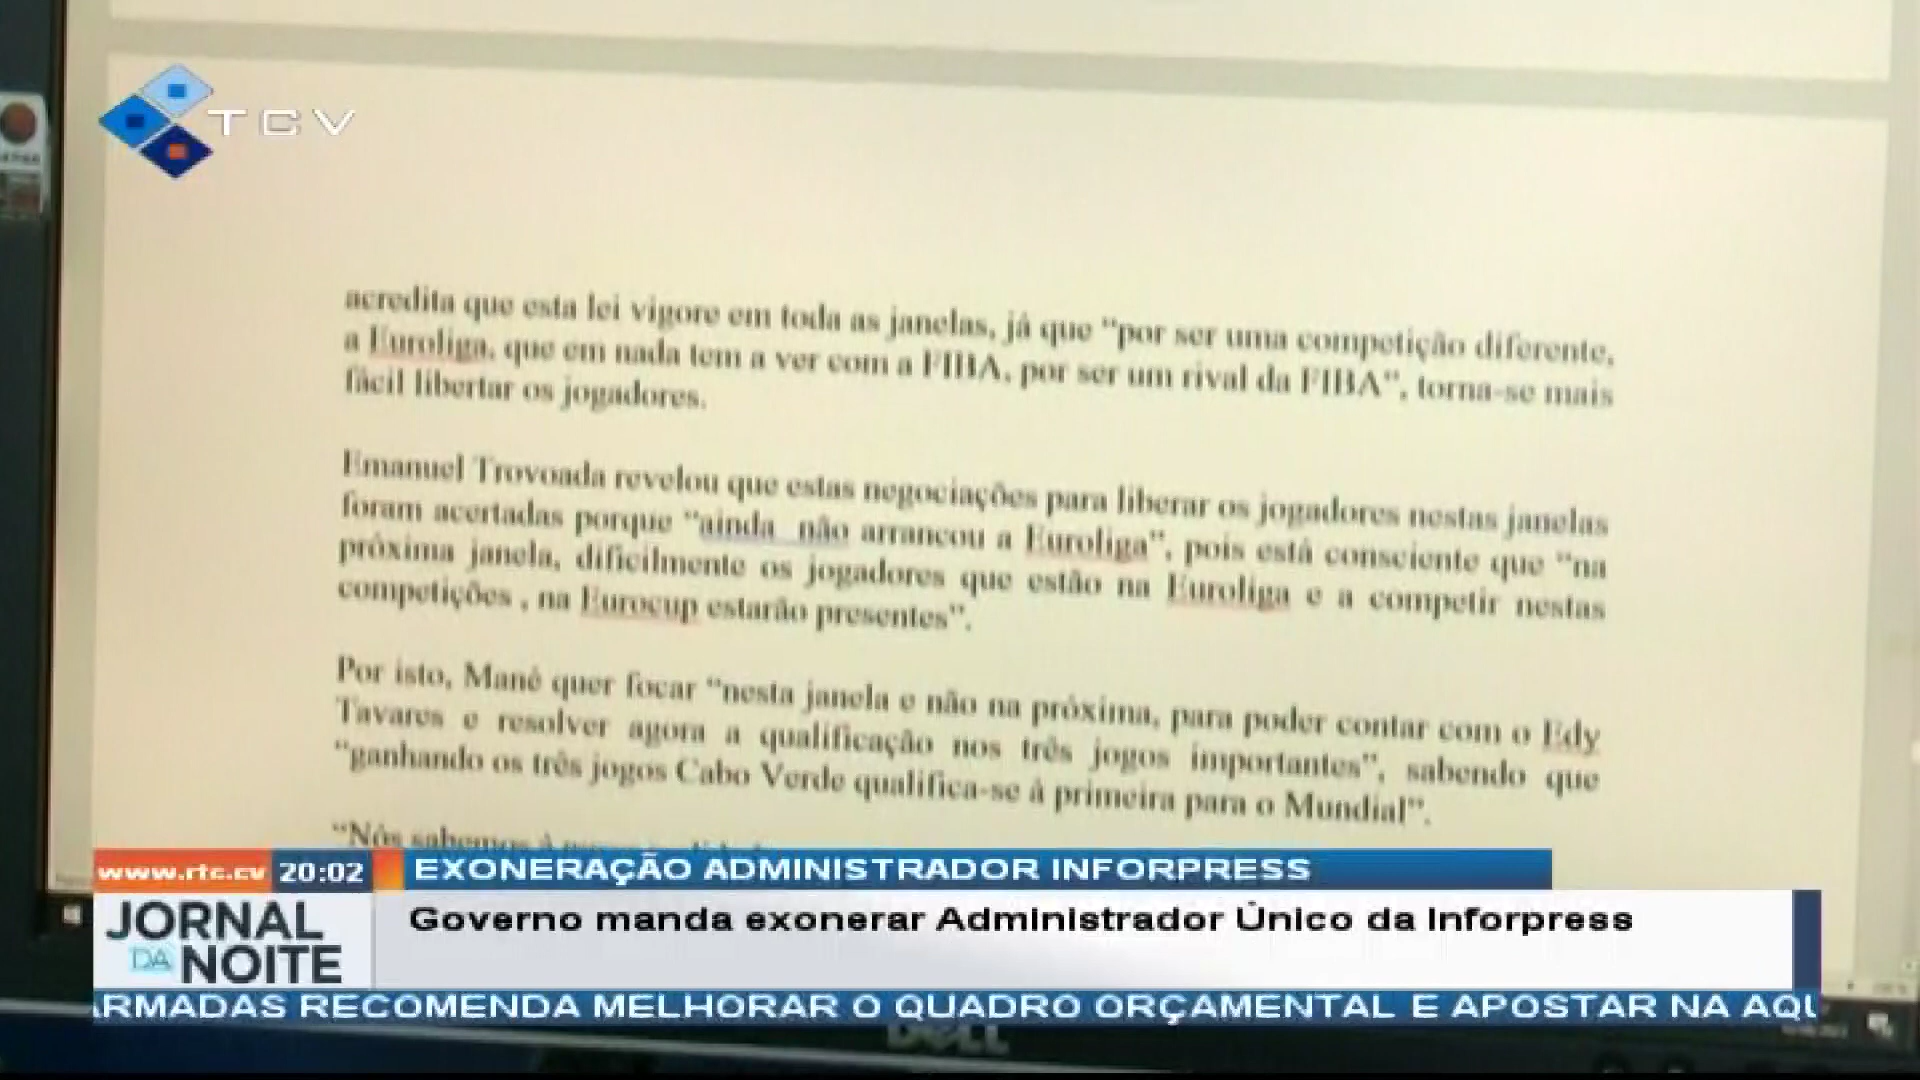 TCV
acredita que esta lei vigore em toda as janelas, já que “por ser uma competição diferente,
a Euroliga, que em nada tem a ver com a FIBA, por ser um rival da FIBA”, torna-se mais
fácil libertar os jogadores.
Emanuel Trovoada revelou que estas negociações para liberar os jogadores nestas janelas
foram acertadas porque “ainda não arrancou a Euroliga”, pois está consciente que “na
próxima janela, dificilmente os jogadores que estão na Euroliga e a competir nestas
competições , na Eurocup estarão presentes”.
Por isto, Mané quer focar “nesta janela e não na próxima, para poder contar com o Edy
Tavares e resolver agora a qualificação nos três jogos importantes”, sabendo que
“ganhando os três jogos Cabo Verde qualifica-se à primeira para o Mundial”.
“Nós sabemos à
www.rtc.cv 20:02 EXONERAÇÃO ADMINISTRADOR INFORPRESS
JORNAL DA NOITE
Governo manda exonerar Administrador Único da Inforpress
ARMADAS RECOMENDA MELHORAR O QUADRO ORÇAMENTAL E APOSTAR NA AQU
DELL